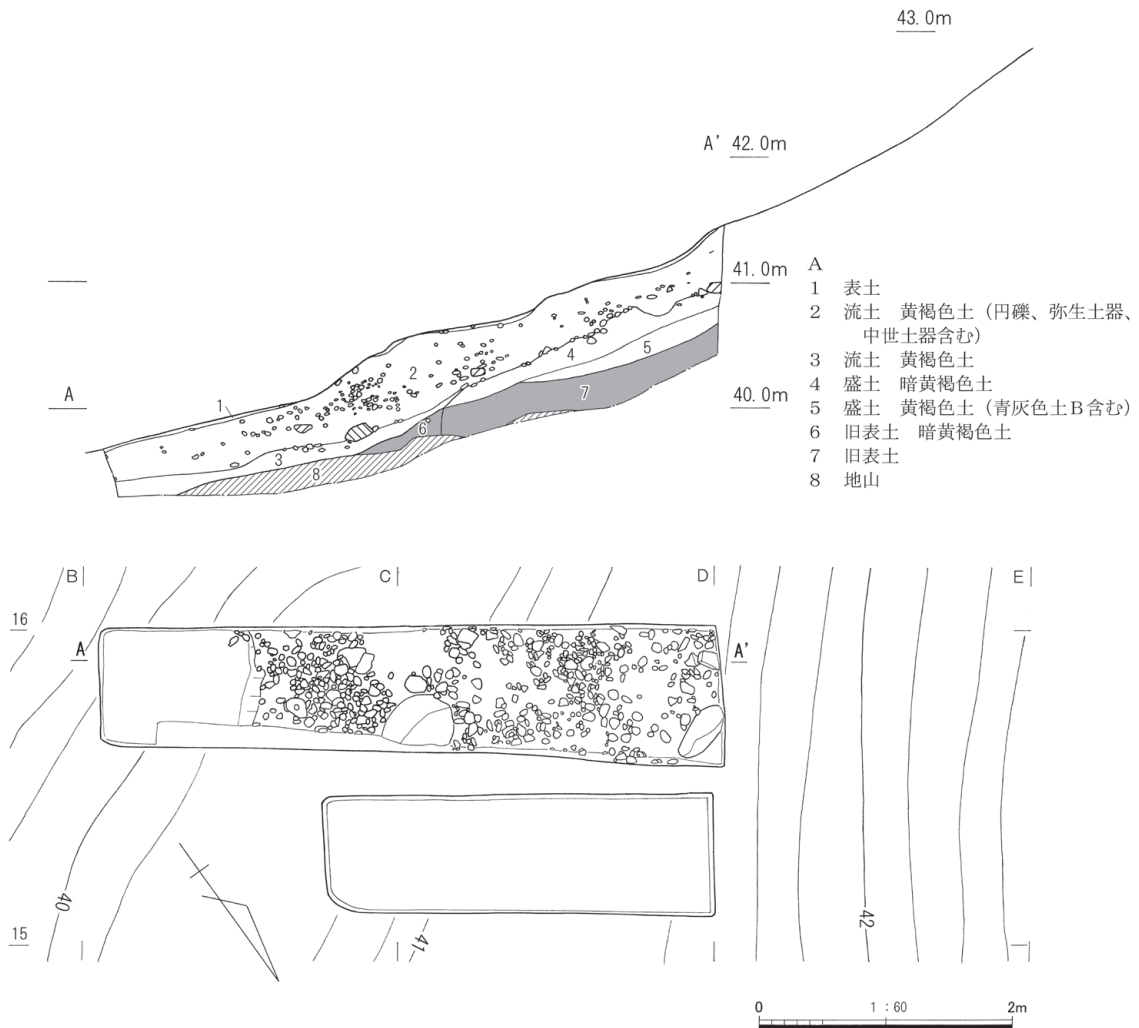 43.0m
A' 42.0m
41.0m
A
40.0m
A
1 表土
2 流土 黄褐色土（円礫、弥生土器、
中世土器含む）
3 流土 黄褐色土
4 盛土 暗黄褐色土
5 盛土 黄褐色土（青灰色土B含む）
6 旧表土 暗黄褐色土
7 旧表土
8 地山
1
2
3
4
5
6
7
8
B
C
D
E
16
A
A'
15
40
41
42
0
1：60
2m